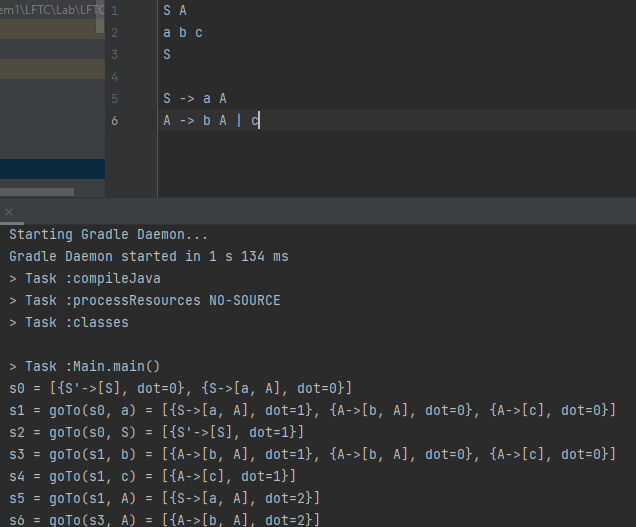 em1\LFTC\Lab\LFTC
1 S A
2 a b c
3 S
4
5 S -> a A
6 A -> b A | c
Starting Gradle Daemon...
Gradle Daemon started in 1 s 134 ms
> Task :compileJava
> Task :processResources NO-SOURCE
> Task :classes
> Task :Main.main()
s0 = [{S'->[S], dot=0}, {S->[a, A], dot=0}]
s1 = goTo(s0, a) = [{S->[a, A], dot=1}, {A->[b, A], dot=0}, {A->[c], dot=0}]
s2 = goTo(s0, S) = [{S'->[S], dot=1}]
s3 = goTo(s1, b) = [{A->[b, A], dot=1}, {A->[b, A], dot=0}, {A->[c], dot=0}]
s4 = goTo(s1, c) = [{A->[c], dot=1}]
s5 = goTo(s1, A) = [{S->[a, A], dot=2}]
s6 = goTo(s3, A) = [{A->[b, A], dot=2}]